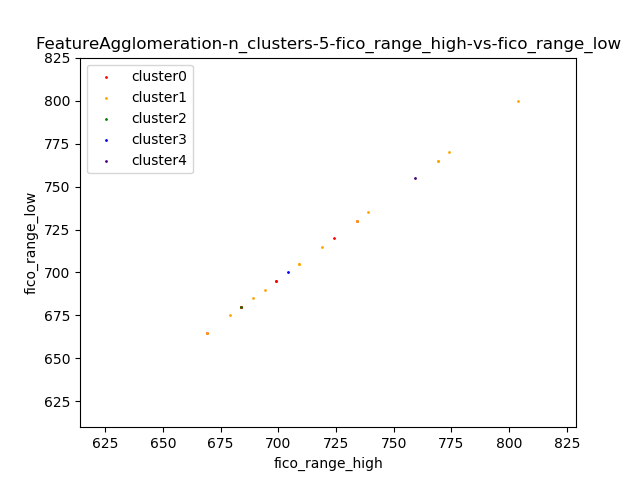 FeatureAgglomeration-n_clusters-5-fico_range_high-vs-fico_range_low
cluster0
cluster1
cluster2
cluster3
cluster4
825
800
775
750
725
700
675
650
625
fico_range_low
625 650 675 700 725 750 775 800 825
fico_range_high